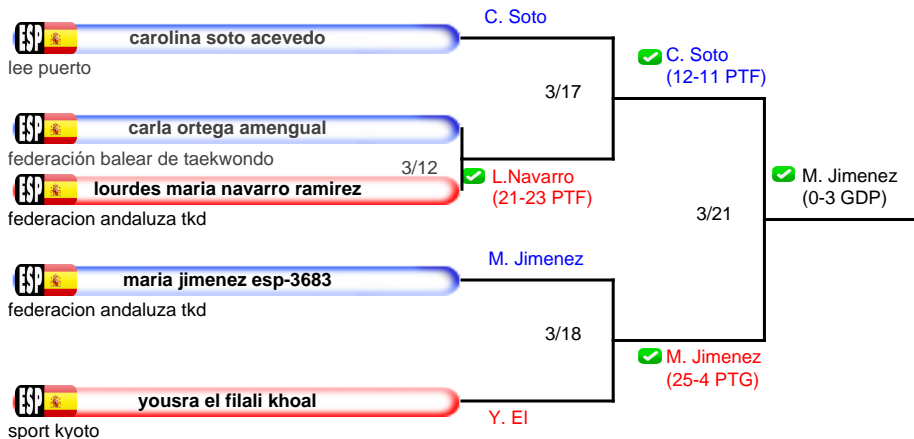 C. Soto
ESP carolina soto acevedo
lee puerto
C. Soto
(12-11 PTF)
3/17
ESP carla ortega amengual
federación balear de taekwondo
3/12
L.Navarro
(21-23 PTF)
ESP lourdes maria navarro ramirez
federacion andaluza tkd
M. Jimenez
(0-3 GDP)
3/21
M. Jimenez
ESP maria jimenez esp-3683
federacion andaluza tkd
3/18
M. Jimenez
(25-4 PTG)
ESP yousra el filali khoal
Y. El
sport kyoto